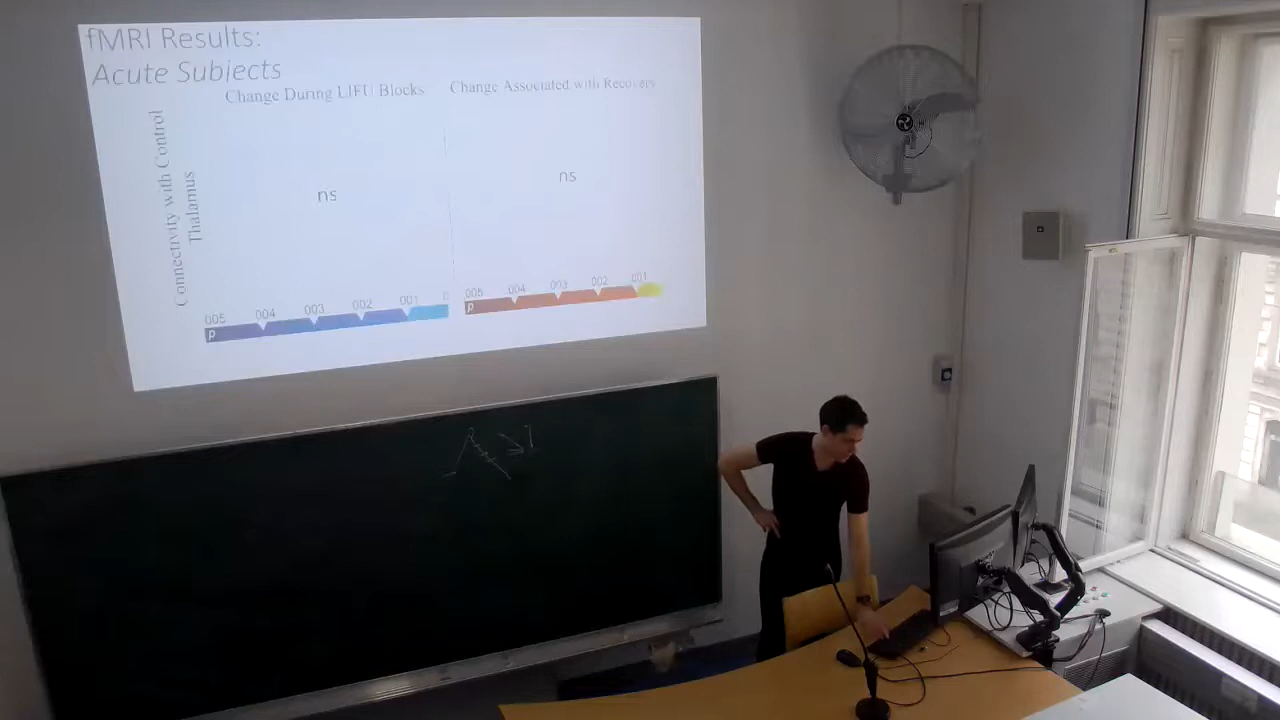 fMRI Results:
Acute Subjects
Change During LIFU Blocks
Change Associated with Recovery
Connectivity with Control
Thalamus
ns
ns
005 004 003 002 001 0
p
005 004 003 002 001
p